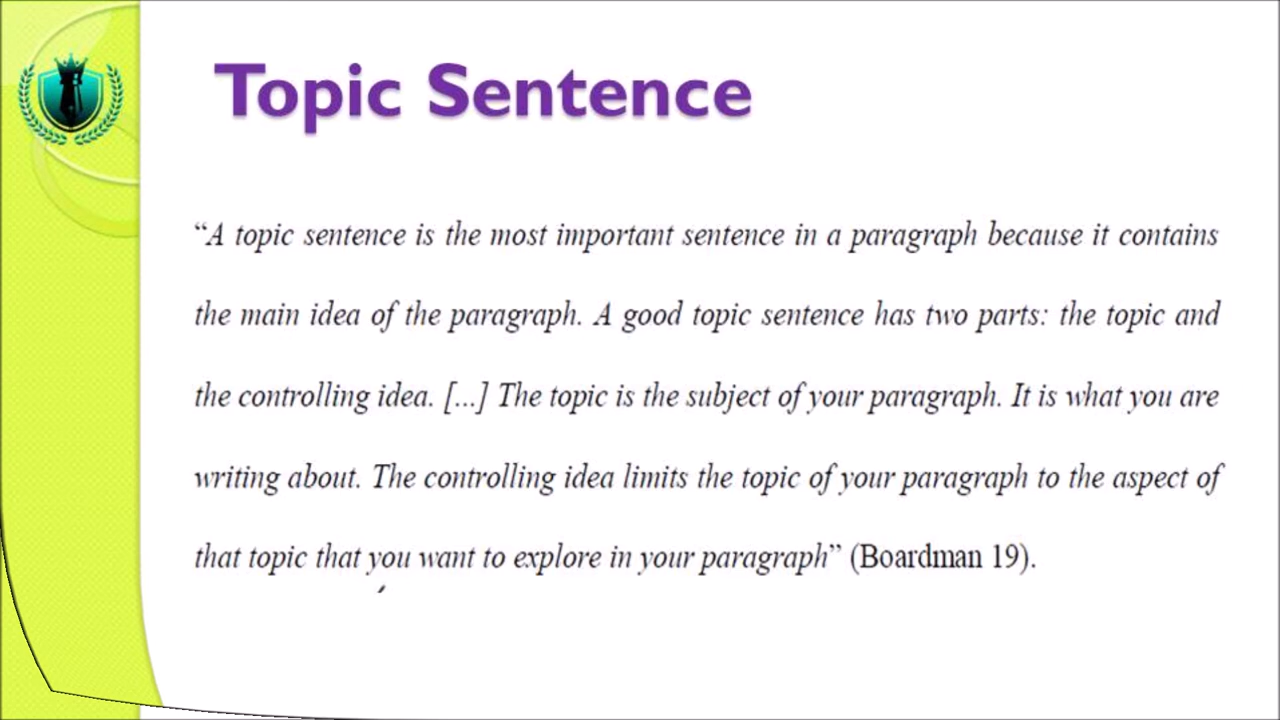 Topic Sentence
“A topic sentence is the most important sentence in a paragraph because it contains
the main idea of the paragraph. A good topic sentence has two parts: the topic and
the controlling idea. [...] The topic is the subject of your paragraph. It is what you are
writing about. The controlling idea limits the topic of your paragraph to the aspect of
that topic that you want to explore in your paragraph” (Boardman 19).